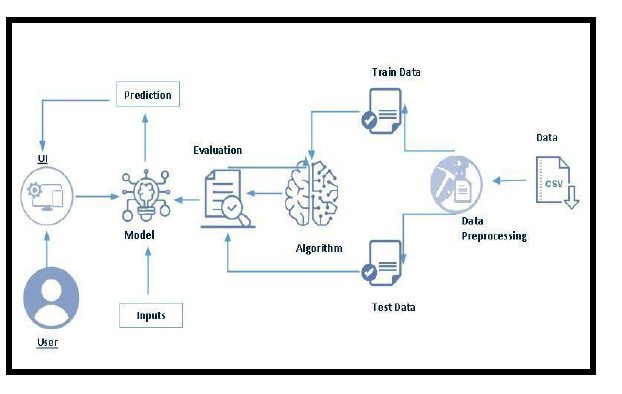 Train Data
Prediction
Data
Evaluation
UI
CSV
Model
Algorithm
Data
Preprocessing
Inputs
Test Data
User